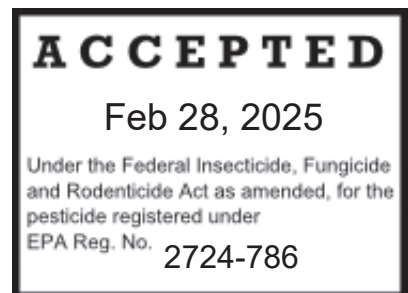 ACCEPTED
Feb 28, 2025
Under the Federal Insecticide, Fungicide
and Rodenticide Act as amended, for the
pesticide registered under
EPA Reg. No. 2724-786